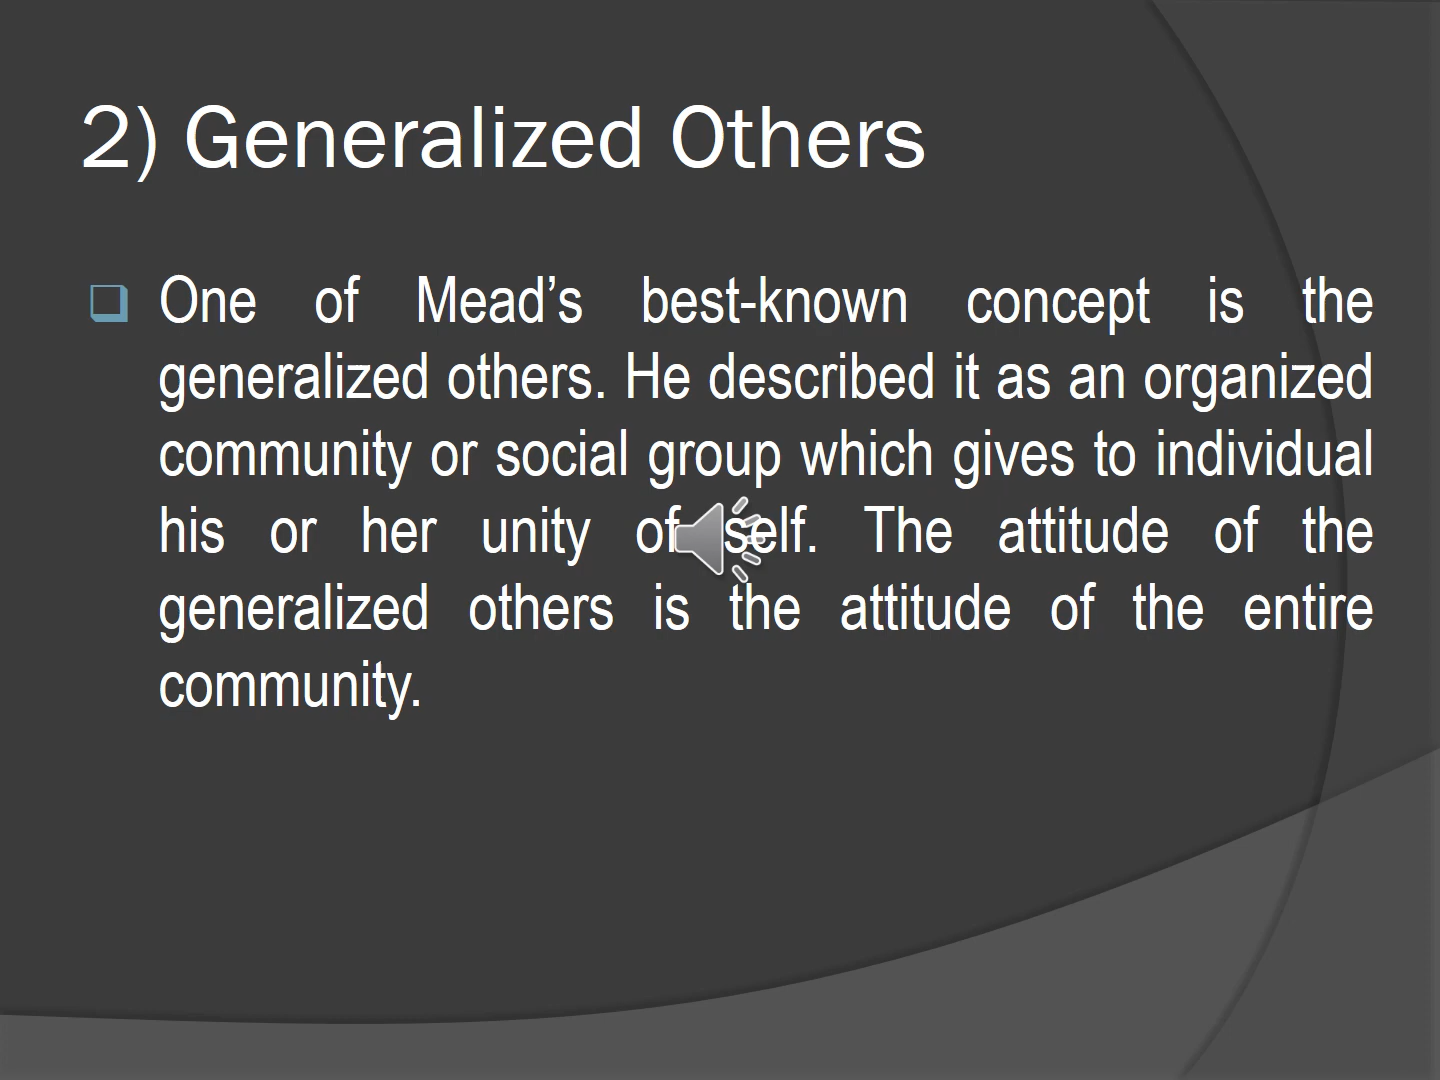 2) Generalized Others
One of Mead’s best-known concept is the
generalized others. He described it as an organized
community or social group which gives to individual
his or her unity of self. The attitude of the
generalized others is the attitude of the entire
community.